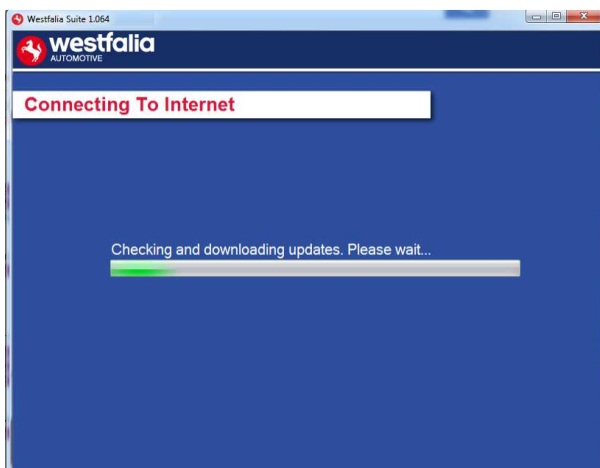 Westfalia Suite 1.064
westfalia
AUTOMOTIVE
Connecting To Internet
Checking and downloading updates. Please wait...